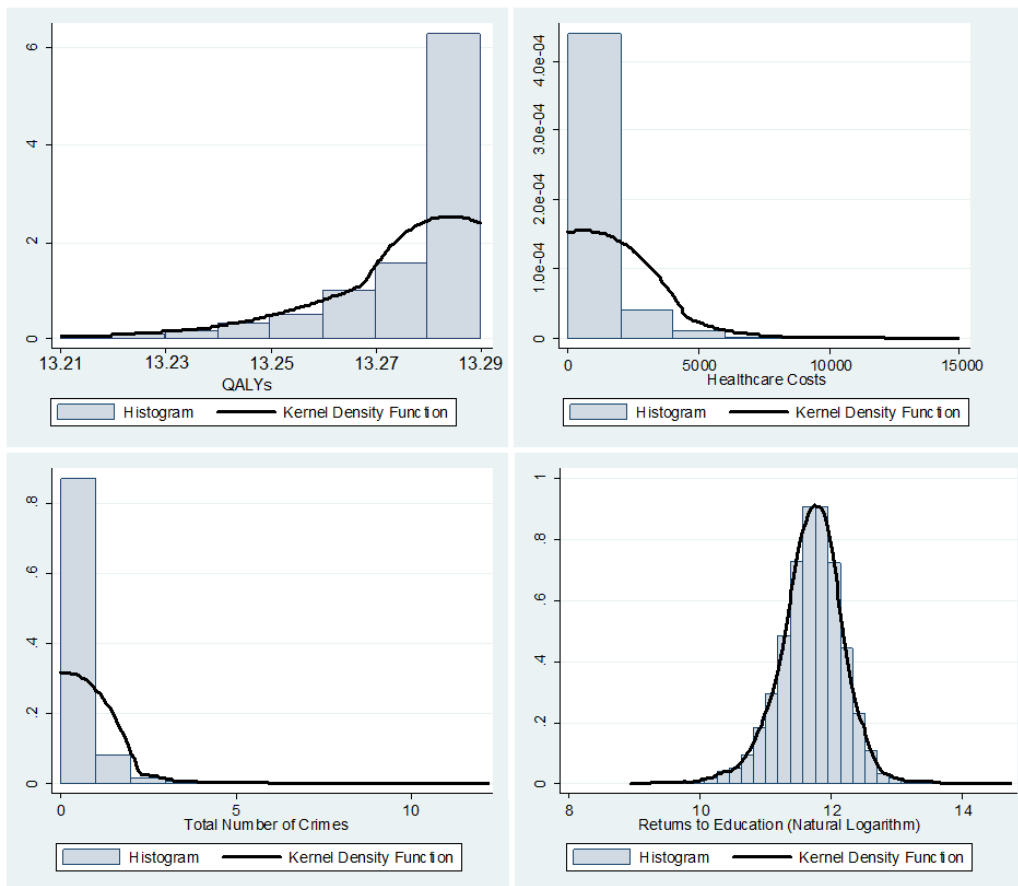 6
4
2
0
13.21 13.23 13.25 13.27 13.29
QALYs
Histogram Kernel Density Function
4.0e-04
3.0e-04
2.0e-04
1.0e-04
0
0 5000 10000 15000
Healthcare Costs
Histogram Kernel Density Function
.8
.6
.4
.2
0
0 5 10
Total Number of Crimes
Histogram Kernel Density Function
1
.8
.6
.4
.2
0
8 10 12 14
Returns to Education (Natural Logarithm)
Histogram Kernel Density Function